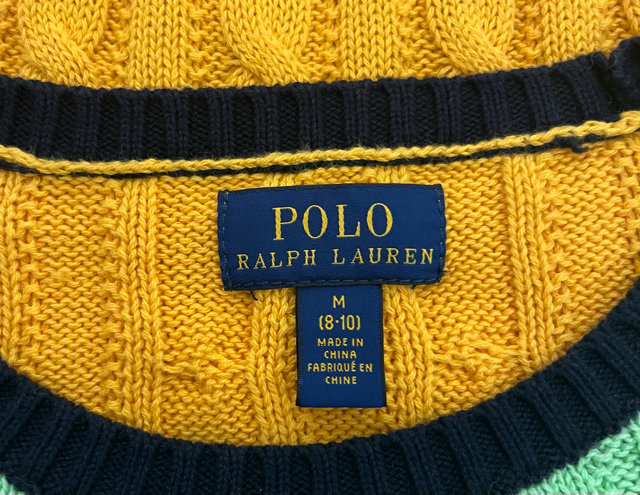 POLO
RALPH LAUREN
M
(8-10)
MADE IN
CHINA
FABRIQUÉ EN
CHINE